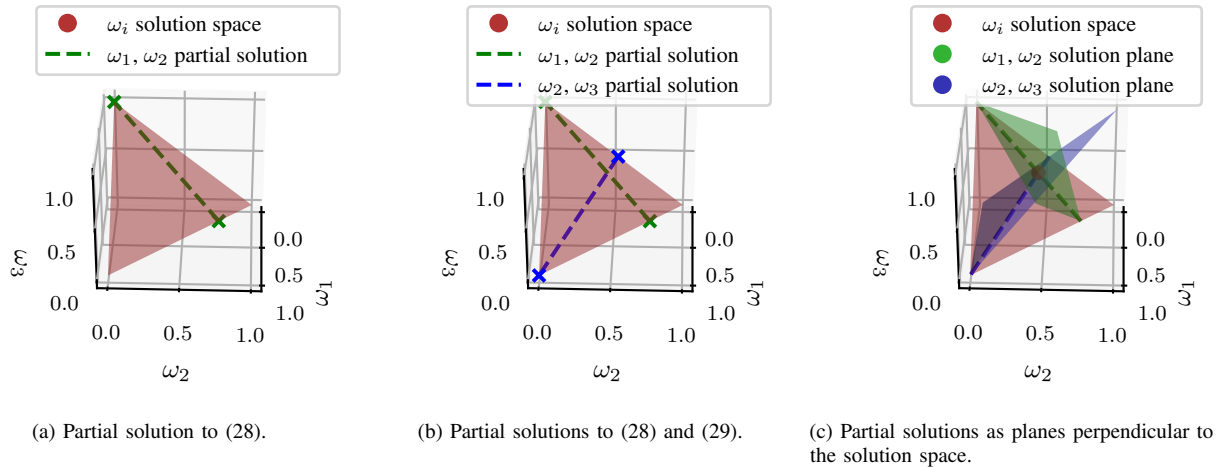 ω_i solution space
ω_1, ω_2 partial solution
1.0
0.5
0.0
ω_3
0.0
0.5
1.0
ω_1
0.0
0.5
1.0
ω_2
(a) Partial solution to (28).
ω_i solution space
ω_1, ω_2 partial solution
ω_2, ω_3 partial solution
1.0
0.5
0.0
ω_3
0.0
0.5
1.0
ω_1
0.0
0.5
1.0
ω_2
(b) Partial solutions to (28) and (29).
ω_i solution space
ω_1, ω_2 solution plane
ω_2, ω_3 solution plane
1.0
0.5
0.0
ω_3
0.0
0.5
1.0
ω_1
0.0
0.5
1.0
ω_2
(c) Partial solutions as planes perpendicular to
the solution space.